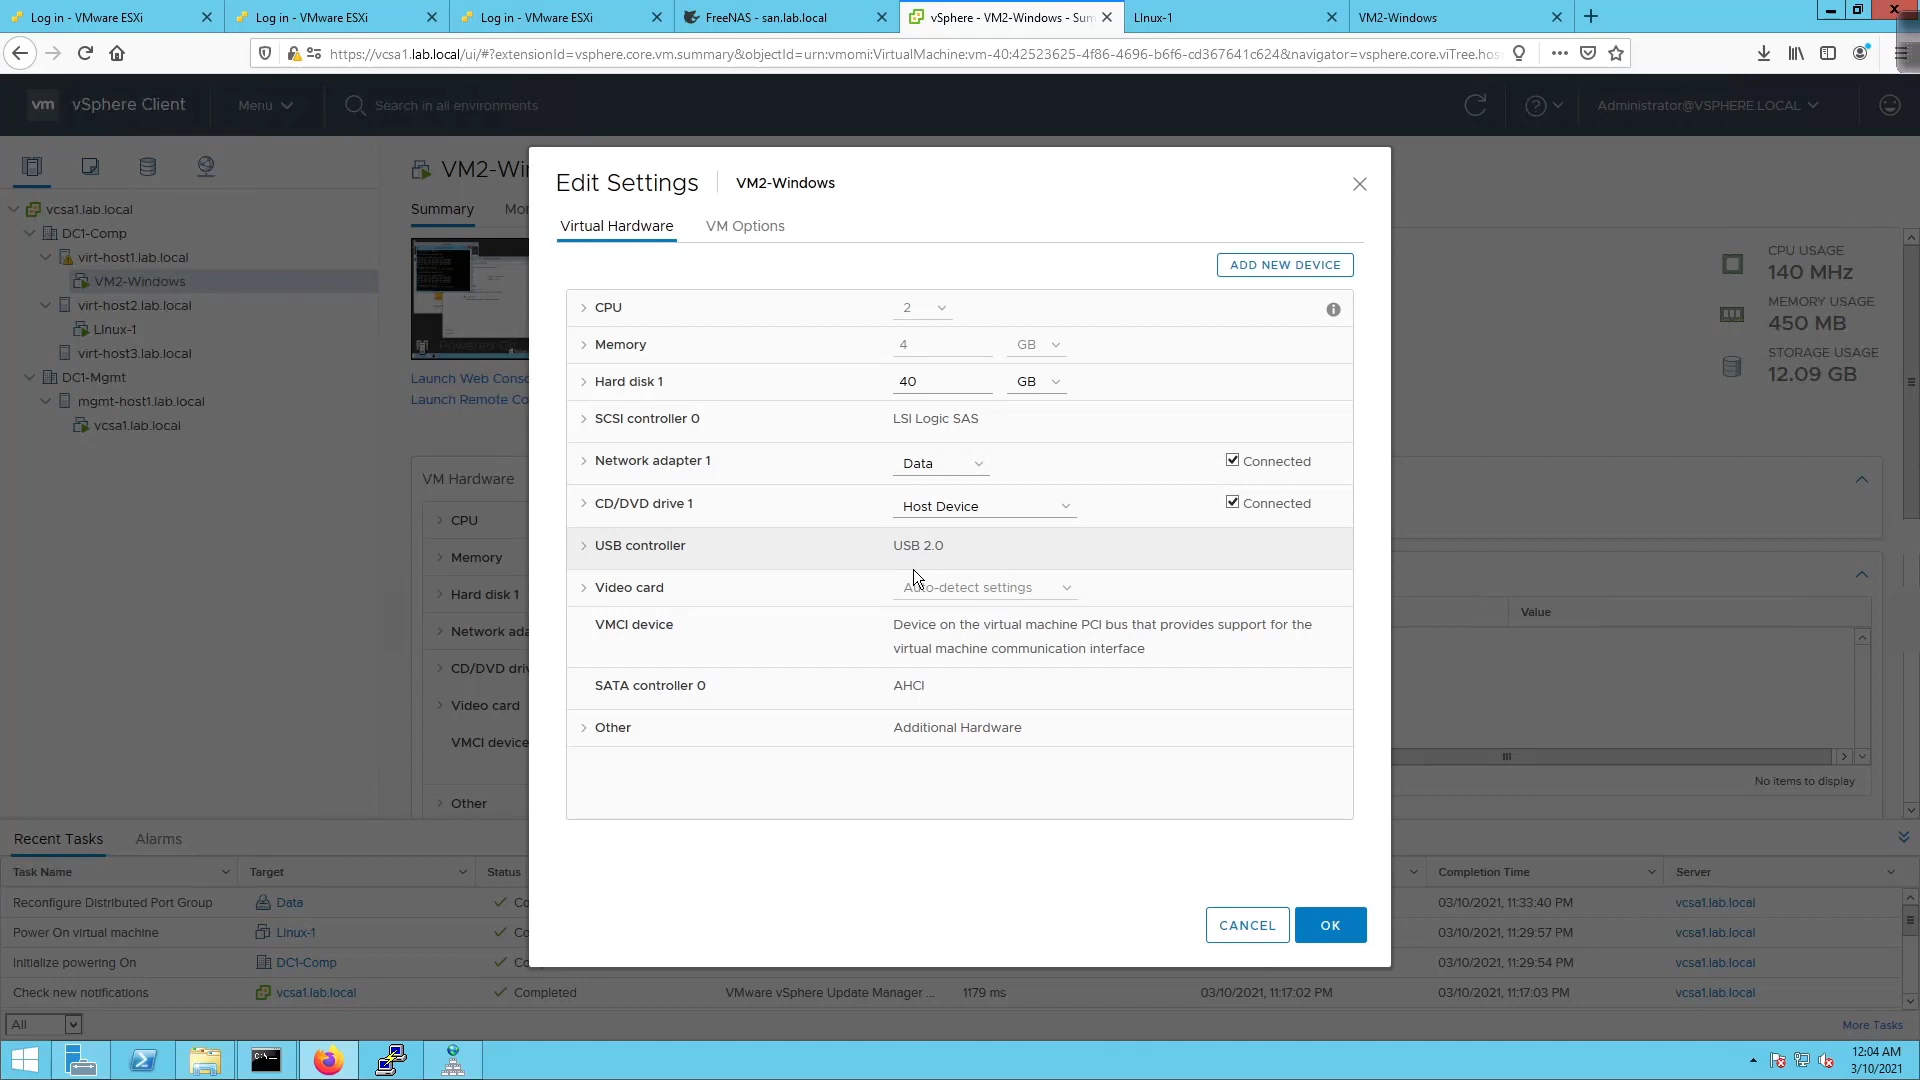 Log in - VMware ESXi
Log in - VMware ESXi
Log in - VMware ESXi
FreeNAS - san.lab.local
vSphere - VM2-Windows - Sum
LInux-1
VM2-Windows
https://vcsa1.lab.local/ui/#?extensionId=vsphere.core.vm.summary&objectId=urn:vmomi:VirtualMachine:vm-40:42523625-4f86-4696-b6f6-cd367641c624&navigator=vsphere.core.viTree.hos
vm vSphere Client
Menu
Search in all environments
Administrator@VSPHERE.LOCAL
vcsa1.lab.local
DC1-Comp
virt-host1.lab.local
VM2-Windows
virt-host2.lab.local
LInux-1
virt-host3.lab.local
DC1-Mgmt
mgmt-host1.lab.local
vcsa1.lab.local
VM2-Win
Summary
Mo
Powered On
Launch Web Conso
Launch Remote Co
CPU USAGE
140 MHz
MEMORY USAGE
450 MB
STORAGE USAGE
12.09 GB
VM Hardware
CPU
Memory
Hard disk 1
Network ada
CD/DVD driv
Video card
VMCI device
Other
Value
No items to display
Edit Settings
VM2-Windows
Virtual Hardware
VM Options
ADD NEW DEVICE
CPU 2
Memory 4 GB
Hard disk 1 40 GB
SCSI controller 0 LSI Logic SAS
Network adapter 1 Data Connected
CD/DVD drive 1 Host Device Connected
USB controller USB 2.0
Video card Auto-detect settings
VMCI device Device on the virtual machine PCI bus that provides support for the
virtual machine communication interface
SATA controller 0 AHCI
Other Additional Hardware
CANCEL
OK
Recent Tasks
Alarms
Task Name Target Status Completion Time Server
Reconfigure Distributed Port Group Data Co 03/10/2021, 11:33:40 PM vcsa1.lab.local
Power On virtual machine LInux-1 Co 03/10/2021, 11:29:57 PM vcsa1.lab.local
Initialize powering On DC1-Comp Co 03/10/2021, 11:29:54 PM vcsa1.lab.local
Check new notifications vcsa1.lab.local Completed VMware vSphere Update Manager ... 1179 ms 03/10/2021, 11:17:02 PM 03/10/2021, 11:17:03 PM vcsa1.lab.local
All
More Tasks
12:04 AM
3/10/2021